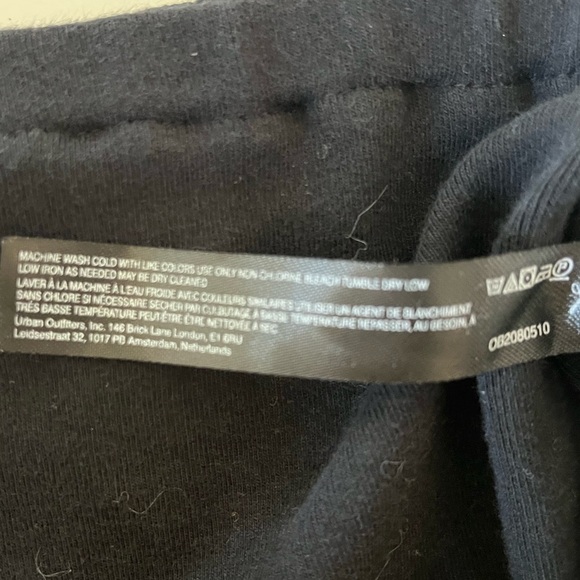 MACHINE WASH COLD WITH LIKE COLORS USE ONLY NON CHLORINE BLEACH TUMBLE DRY LOW
LOW IRON AS NEEDED MAY BE DRY CLEANED
LAVER À LA MACHINE À L'EAU FROIDE AVEC COULEURS SIMILAIRES UTILISER UN AGENT DE BLANCHIMENT
SANS CHLORE SI NÉCESSAIRE SÉCHER PAR CULBUTAGE À BASSE TEMPÉRATURE REPASSER, AU BESOIN, À
TRÈS BASSE TEMPÉRATURE PEUT ÊTRE NETTOYÉ À SEC
Urban Outfitters, Inc. 146 Brick Lane London, E1 6RU
Leidsestraat 32, 1017 PB Amsterdam, Netherlands
OB2080510